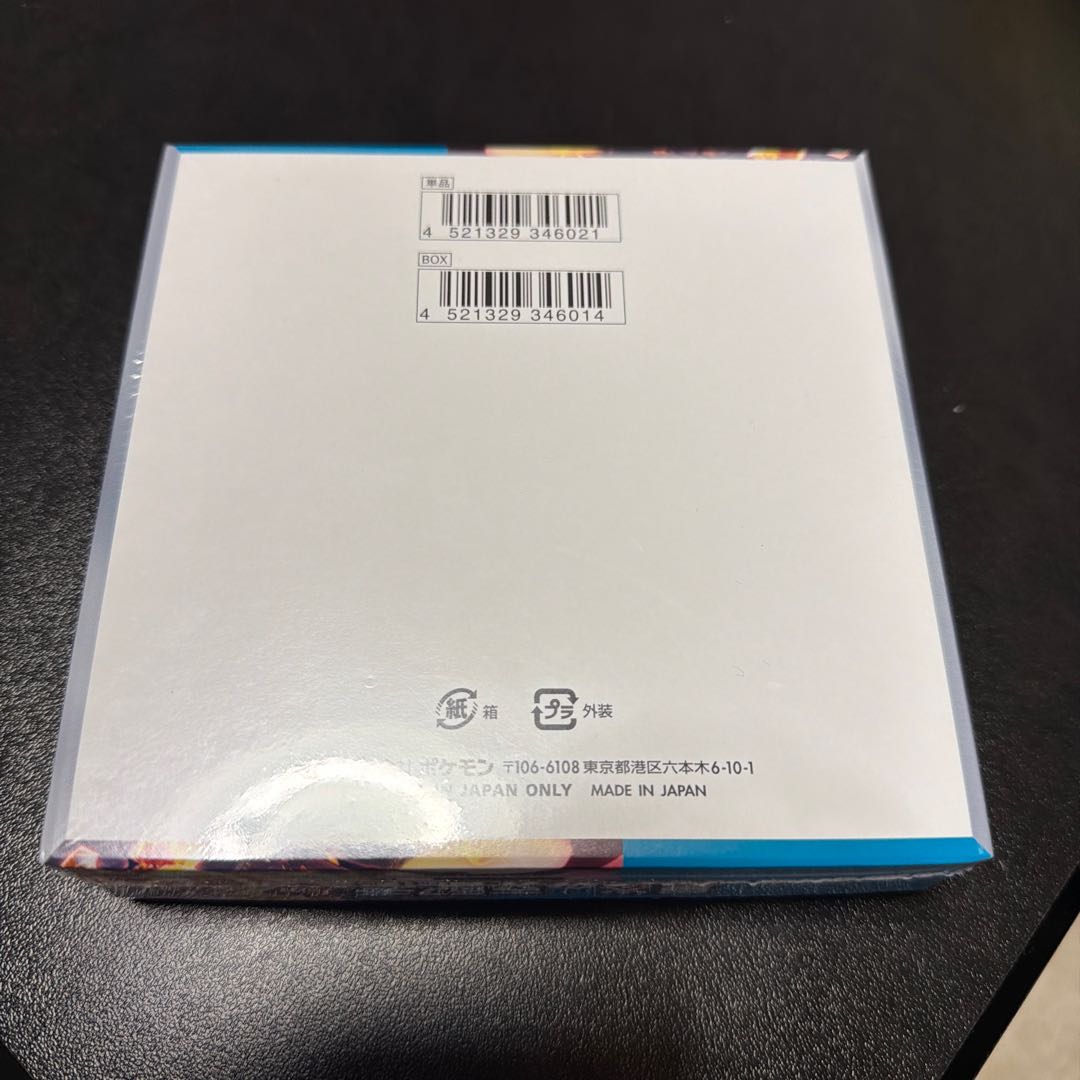 単品
4 521329 346021
BOX
4 521329 346014
紙 箱 プラ 外装
ポケモン 〒106-6108 東京都港区六本木6-10-1
JAPAN ONLY MADE IN JAPAN